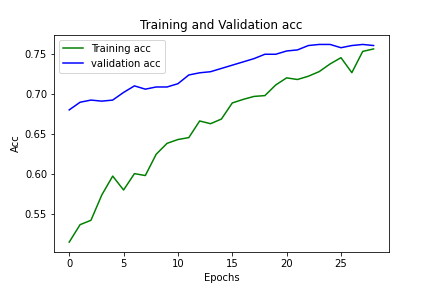 Training and Validation acc
Training acc
validation acc
0.75
0.70
0.65
0.60
0.55
Acc
0 5 10 15 20 25
Epochs